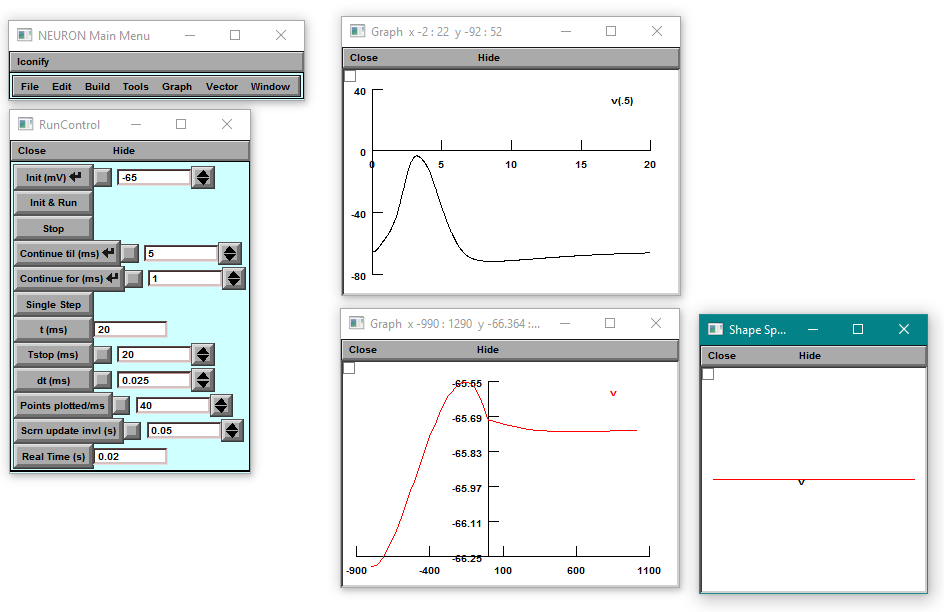 NEURON Main Menu
Iconify
File Edit Build Tools Graph Vector Window
RunControl
Close Hide
Init (mV) -65
Init & Run
Stop
Continue til (ms) 5
Continue for (ms) 1
Single Step
t (ms) 20
Tstop (ms) 20
dt (ms) 0.025
Points plotted/ms 40
Scrn update invl (s) 0.05
Real Time (s) 0.02
Graph x -2 : 22 y -92 : 52
Close Hide
40
v(.5)
0
0 5 10 15 20
-40
-80
Graph x -990 : 1290 y -66.364 :...
Close Hide
-65.55
v
-65.69
-65.83
-65.97
-66.11
-66.25
-900 -400 100 600 1100
Shape Sp...
Close Hide
v